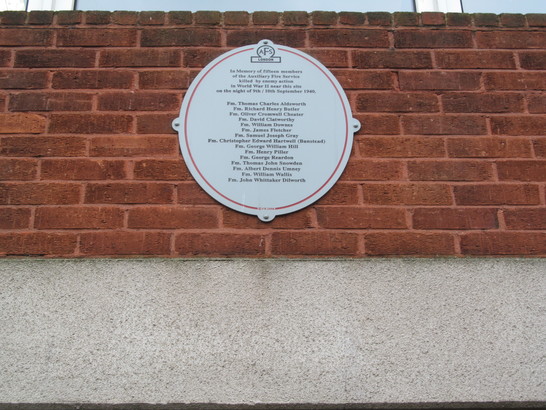 AFS
LONDON
In Memory of fifteen members
of the Auxiliary Fire Service
killed by enemy action
in World War II near this site
on the night of 9th / 10th September 1940.
Fm. Thomas Charles Aldsworth
Fm. Richard Henry Butler
Fm. Oliver Cromwell Chester
Fm. David Clatworthy
Fm. William Downes
Fm. James Fletcher
Fm. Samuel Joseph Gray
Fm. Christopher Edward Hartwell (Banstead)
Fm. George William Hill
Fm. Henry Piller
Fm. George Reardon
Fm. Thomas John Snowden
Fm. Albert Dennis Umney
Fm. William Wallis
Fm. John Whittaker Dilworth